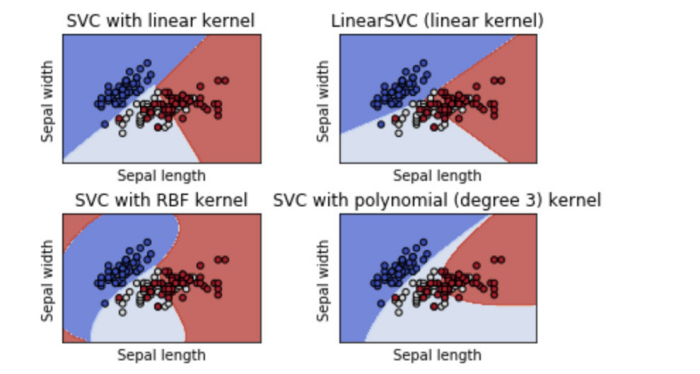 SVC with linear kernel
LinearSVC (linear kernel)
Sepal width
Sepal width
Sepal length
Sepal length
SVC with RBF kernel
SVC with polynomial (degree 3) kernel
Sepal width
Sepal width
Sepal length
Sepal length